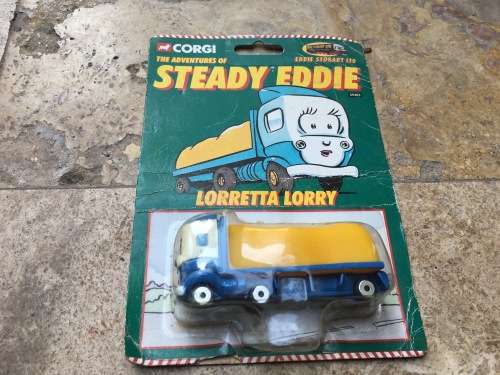 CORGI
THE ADVENTURES OF
EDDIE STOBART LTD
STEADY EDDIE
LORRETTA LORRY